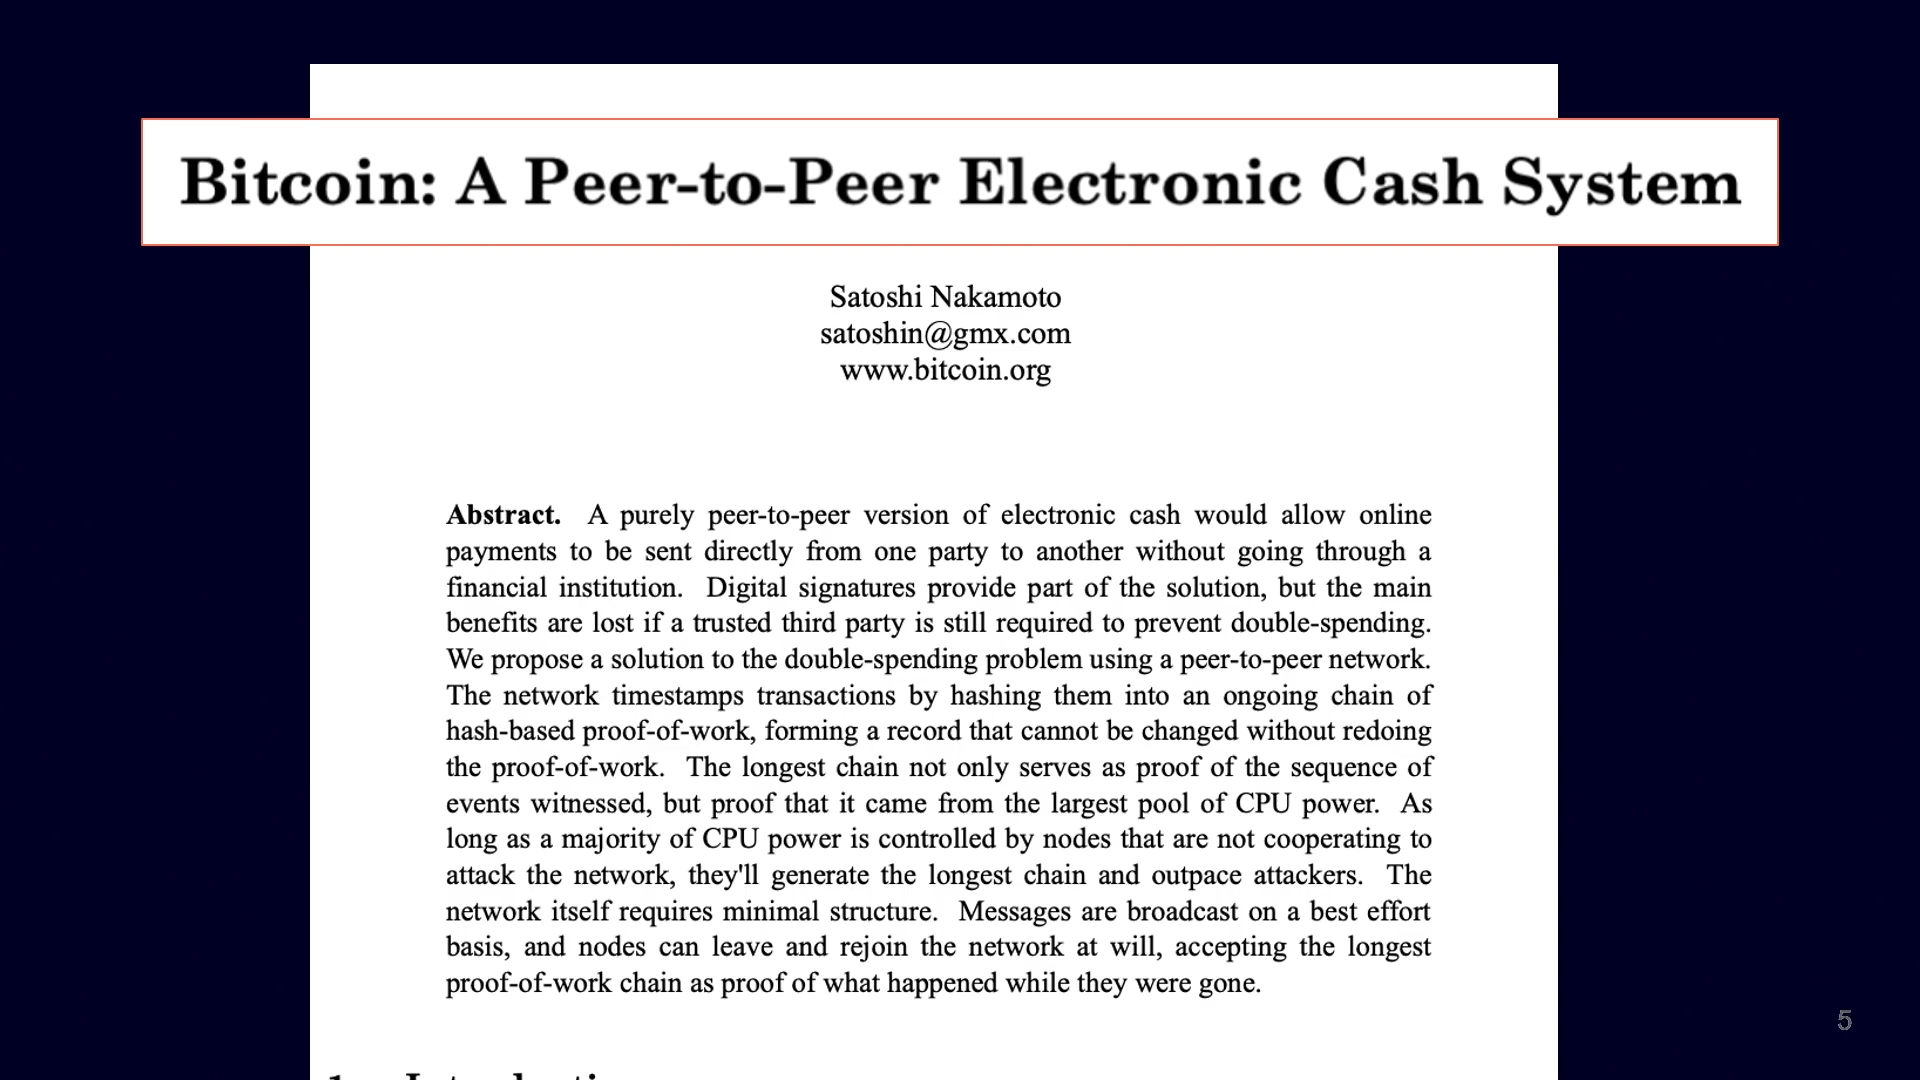 Bitcoin: A Peer-to-Peer Electronic Cash System
Satoshi Nakamoto
satoshin@gmx.com
www.bitcoin.org
Abstract. A purely peer-to-peer version of electronic cash would allow online
payments to be sent directly from one party to another without going through a
financial institution. Digital signatures provide part of the solution, but the main
benefits are lost if a trusted third party is still required to prevent double-spending.
We propose a solution to the double-spending problem using a peer-to-peer network.
The network timestamps transactions by hashing them into an ongoing chain of
hash-based proof-of-work, forming a record that cannot be changed without redoing
the proof-of-work. The longest chain not only serves as proof of the sequence of
events witnessed, but proof that it came from the largest pool of CPU power. As
long as a majority of CPU power is controlled by nodes that are not cooperating to
attack the network, they'll generate the longest chain and outpace attackers. The
network itself requires minimal structure. Messages are broadcast on a best effort
basis, and nodes can leave and rejoin the network at will, accepting the longest
proof-of-work chain as proof of what happened while they were gone.
5